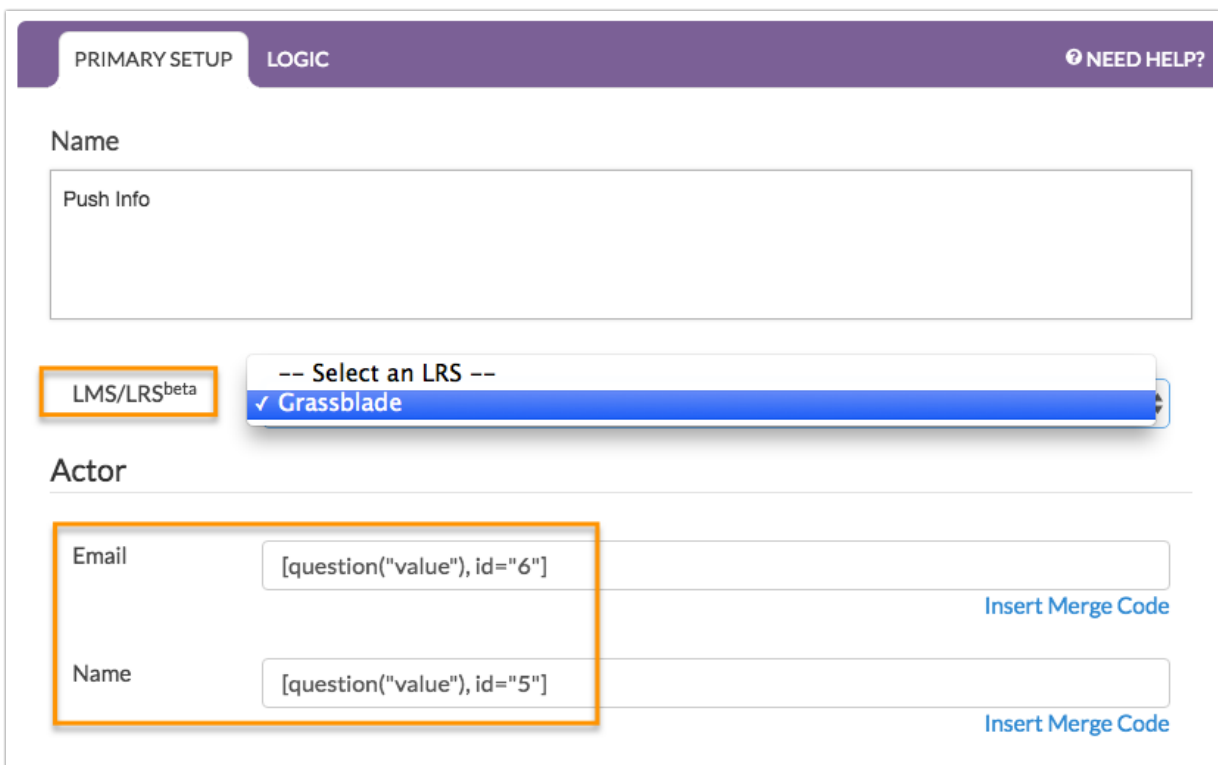 PRIMARY SETUP LOGIC NEED HELP?
Name
Push Info
-- Select an LRS --
LMS/LRSbeta ✓ Grassblade
Actor
Email [question("value"), id="6"]
Insert Merge Code
Name [question("value"), id="5"]
Insert Merge Code